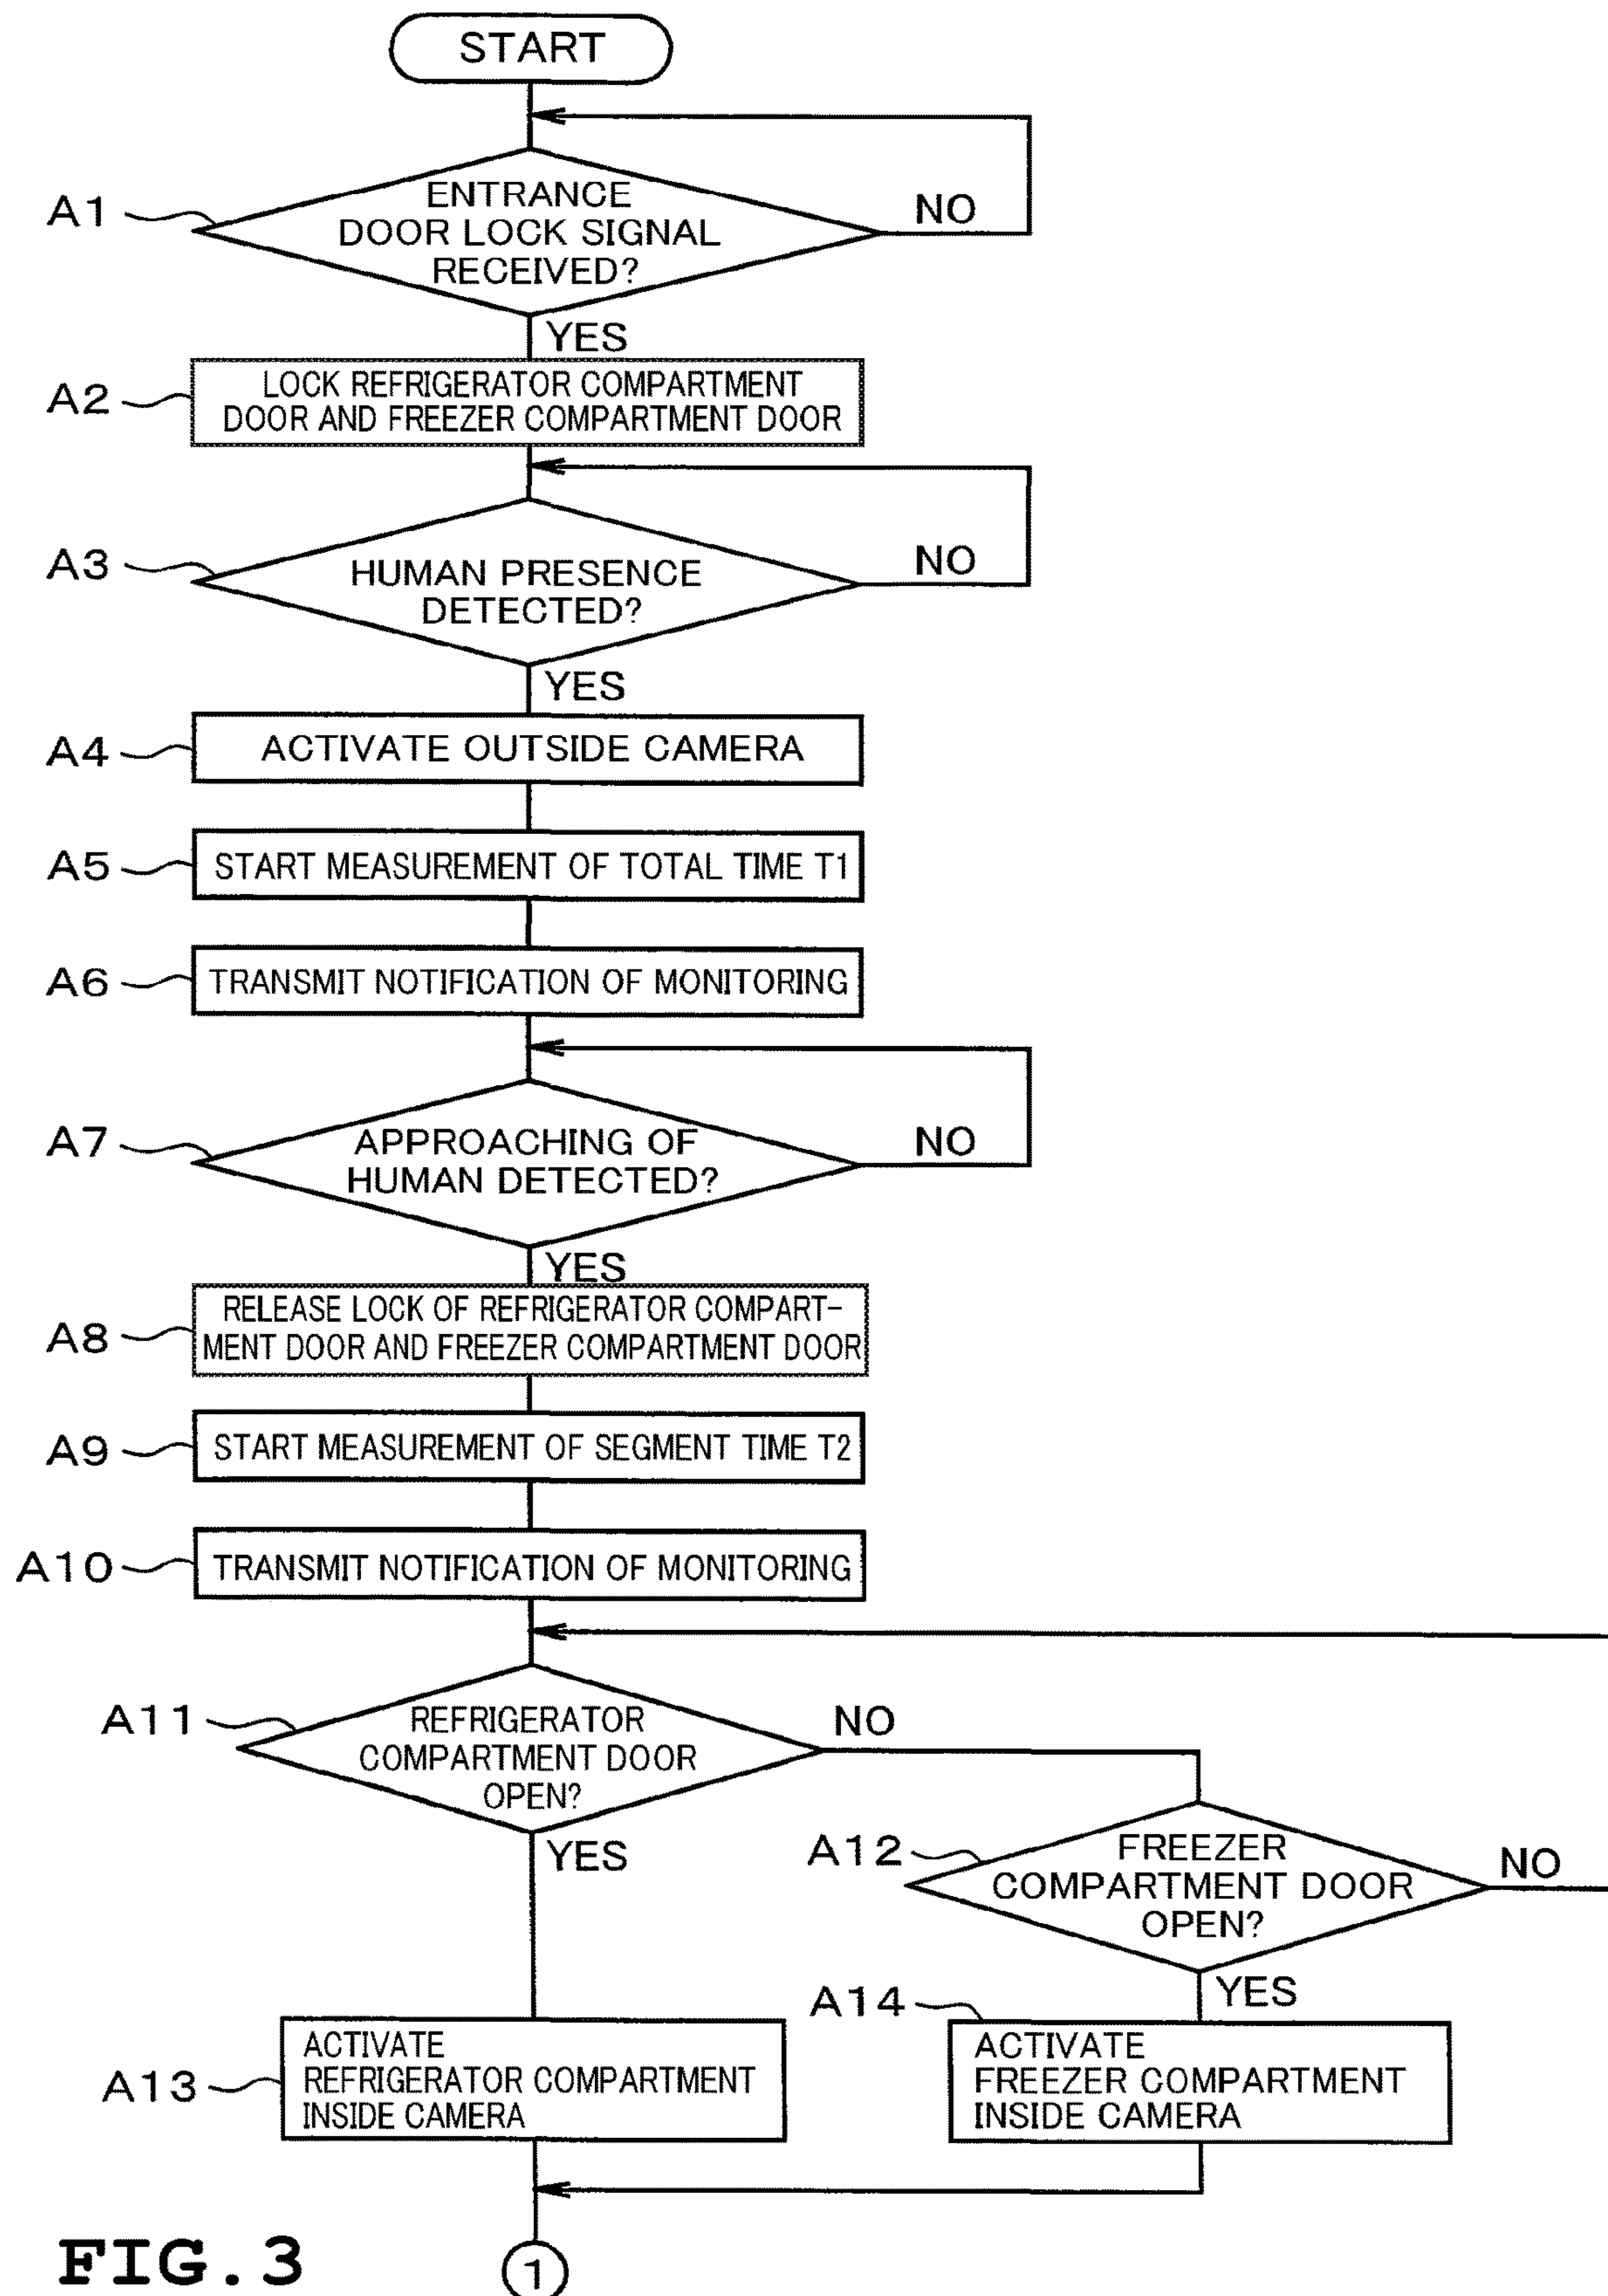 START
A1
ENTRANCE
DOOR LOCK SIGNAL
RECEIVED?
NO
YES
A2
LOCK REFRIGERATOR COMPARTMENT
DOOR AND FREEZER COMPARTMENT DOOR
A3
HUMAN PRESENCE
DETECTED?
NO
YES
A4
ACTIVATE OUTSIDE CAMERA
A5
START MEASUREMENT OF TOTAL TIME T1
A6
TRANSMIT NOTIFICATION OF MONITORING
A7
APPROACHING OF
HUMAN DETECTED?
NO
YES
A8
RELEASE LOCK OF REFRIGERATOR COMPART-
MENT DOOR AND FREEZER COMPARTMENT DOOR
A9
START MEASUREMENT OF SEGMENT TIME T2
A10
TRANSMIT NOTIFICATION OF MONITORING
A11
REFRIGERATOR
COMPARTMENT DOOR
OPEN?
NO
YES
A12
FREEZER
COMPARTMENT DOOR
OPEN?
NO
YES
A13
ACTIVATE
REFRIGERATOR COMPARTMENT
INSIDE CAMERA
A14
ACTIVATE
FREEZER COMPARTMENT
INSIDE CAMERA
1
FIG.3